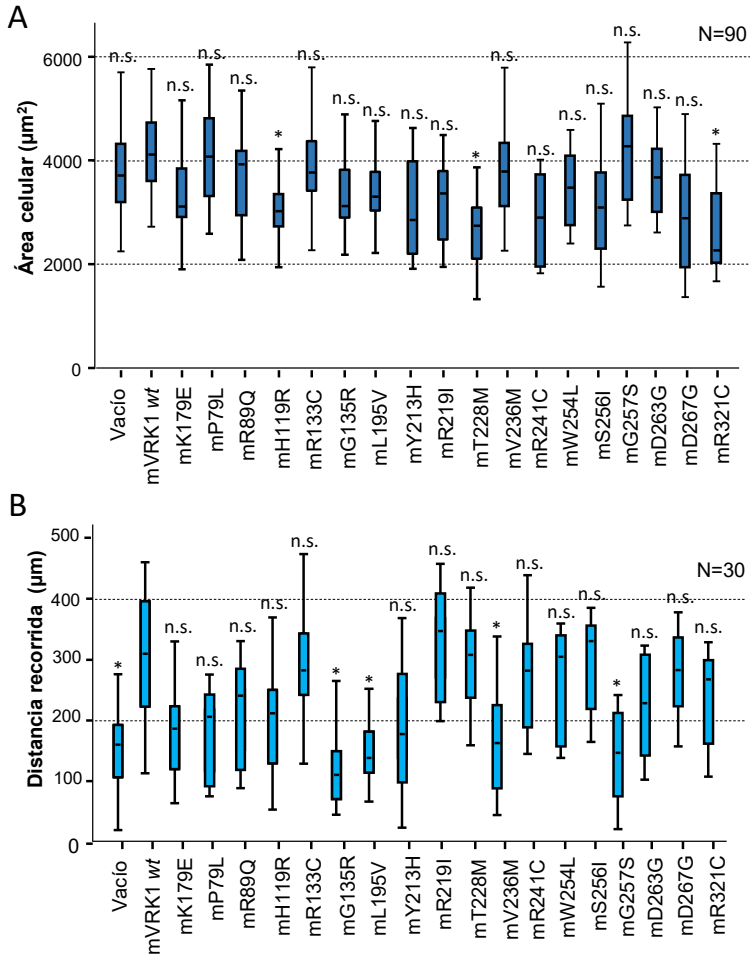 A
N=90
Área celular (µm²)
6000
4000
2000
0
n.s. n.s. n.s. n.s. * n.s. n.s. n.s. n.s. n.s. * n.s. n.s. n.s. n.s. n.s. n.s. n.s. *
Vacío
mVRK1 wt
mK179E
mP79L
mR89Q
mH119R
mR133C
mG135R
mL195V
mY213H
mR219I
mT228M
mV236M
mR241C
mW254L
mS256I
mG257S
mD263G
mD267G
mR321C
B
N=30
Distancia recorrida (µm)
500
400
300
200
100
0
* n.s. n.s. n.s. n.s. n.s. * * n.s. n.s. n.s. * n.s. n.s. n.s. * n.s. n.s. n.s.
Vacío
mVRK1 wt
mK179E
mP79L
mR89Q
mH119R
mR133C
mG135R
mL195V
mY213H
mR219I
mT228M
mV236M
mR241C
mW254L
mS256I
mG257S
mD263G
mD267G
mR321C